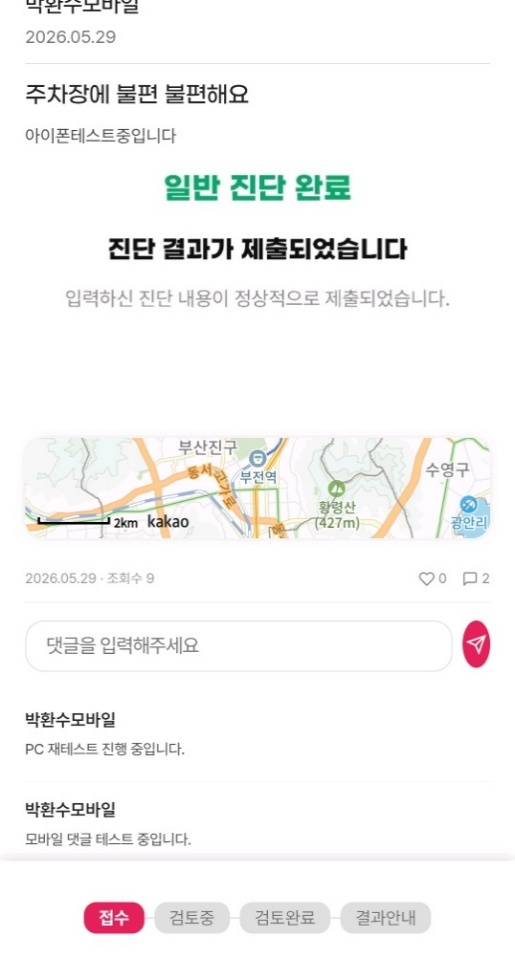 박환수모바일
2026.05.29
주차장에 불편 불편해요
아이폰테스트중입니다
일반 진단 완료
진단 결과가 제출되었습니다
입력하신 진단 내용이 정상적으로 제출되었습니다.
부산진구
동서고가로
부전역
수영구
황령산
(427m)
광안리
2km kakao
2026.05.29 · 조회수 9
0 2
댓글을 입력해주세요
박환수모바일
PC 재테스트 진행 중입니다.
박환수모바일
모바일 댓글 테스트 중입니다.
접수 검토중 검토완료 결과안내